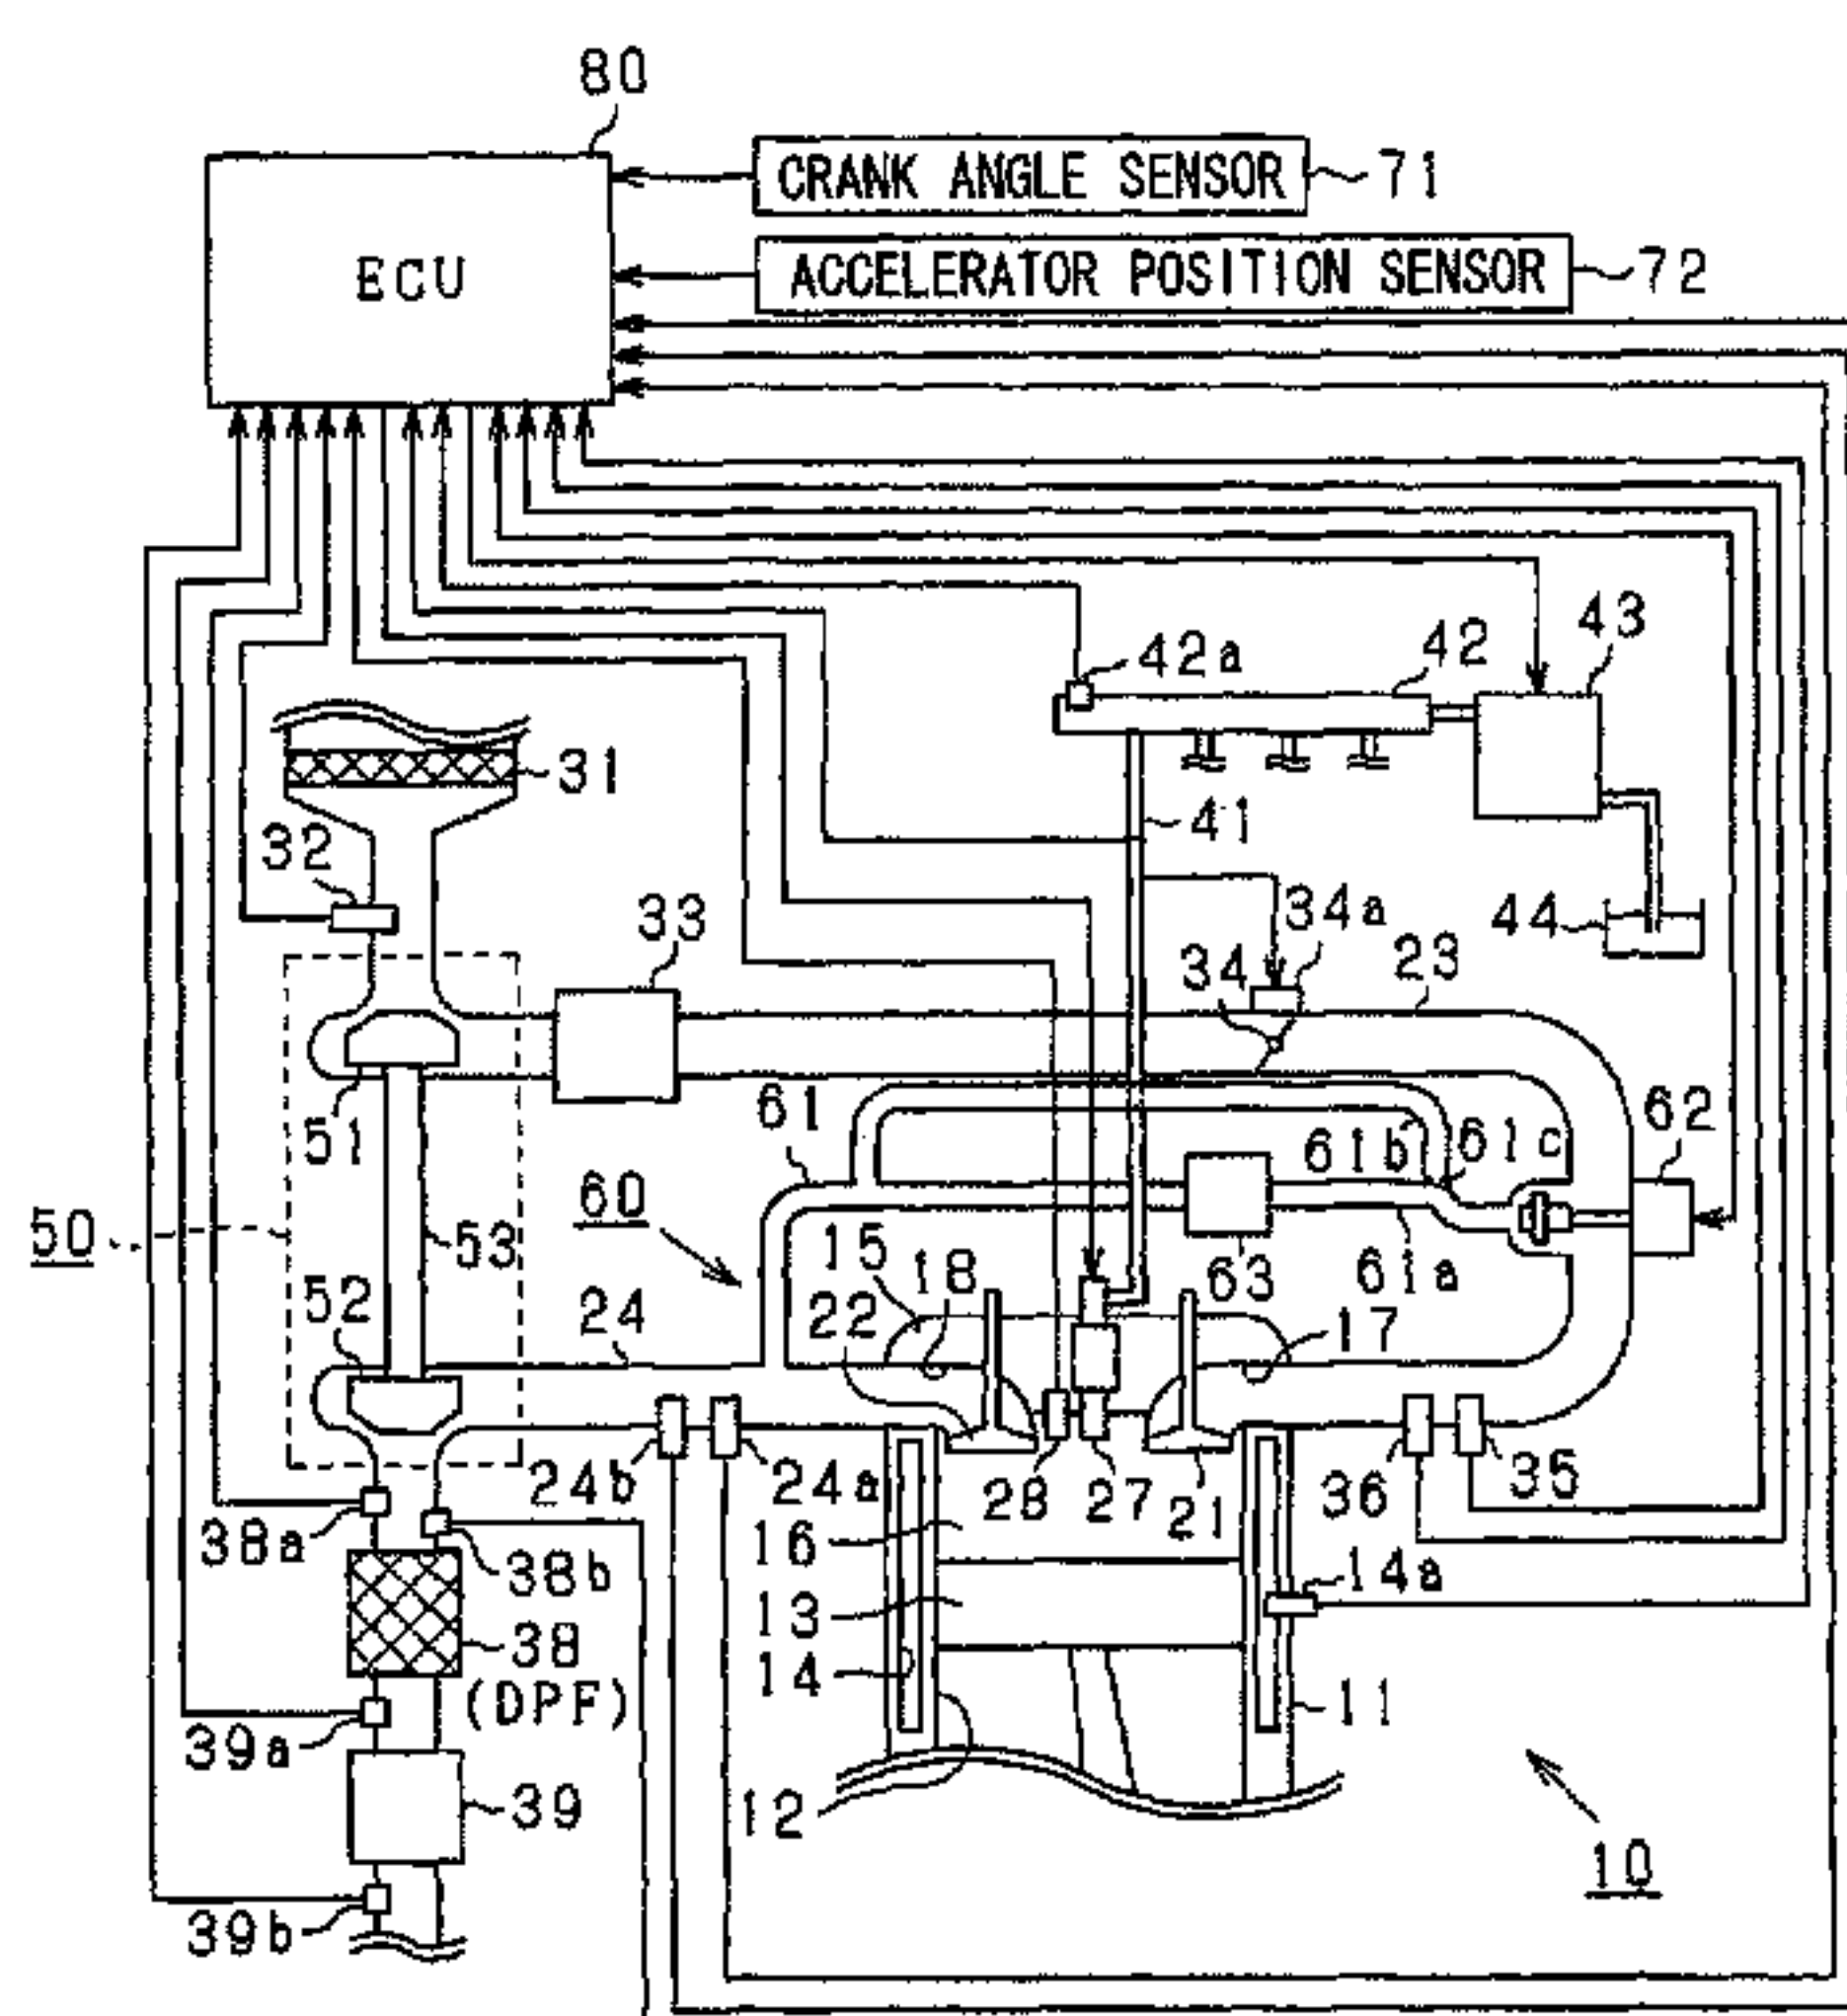 80
CRANK ANGLE SENSOR 71
ECU
ACCELERATOR POSITION SENSOR 72
43
42a 42
31
41
32
33 34a 44
34 23
61
51 61b 61c 62
60
50 53 15 18 63 61a
52 24 22 17
24b 24a 28 27 21 36 35
38a 38b 16 14a
13
38 14
(DPF) 11
39a
39 12
10
39b